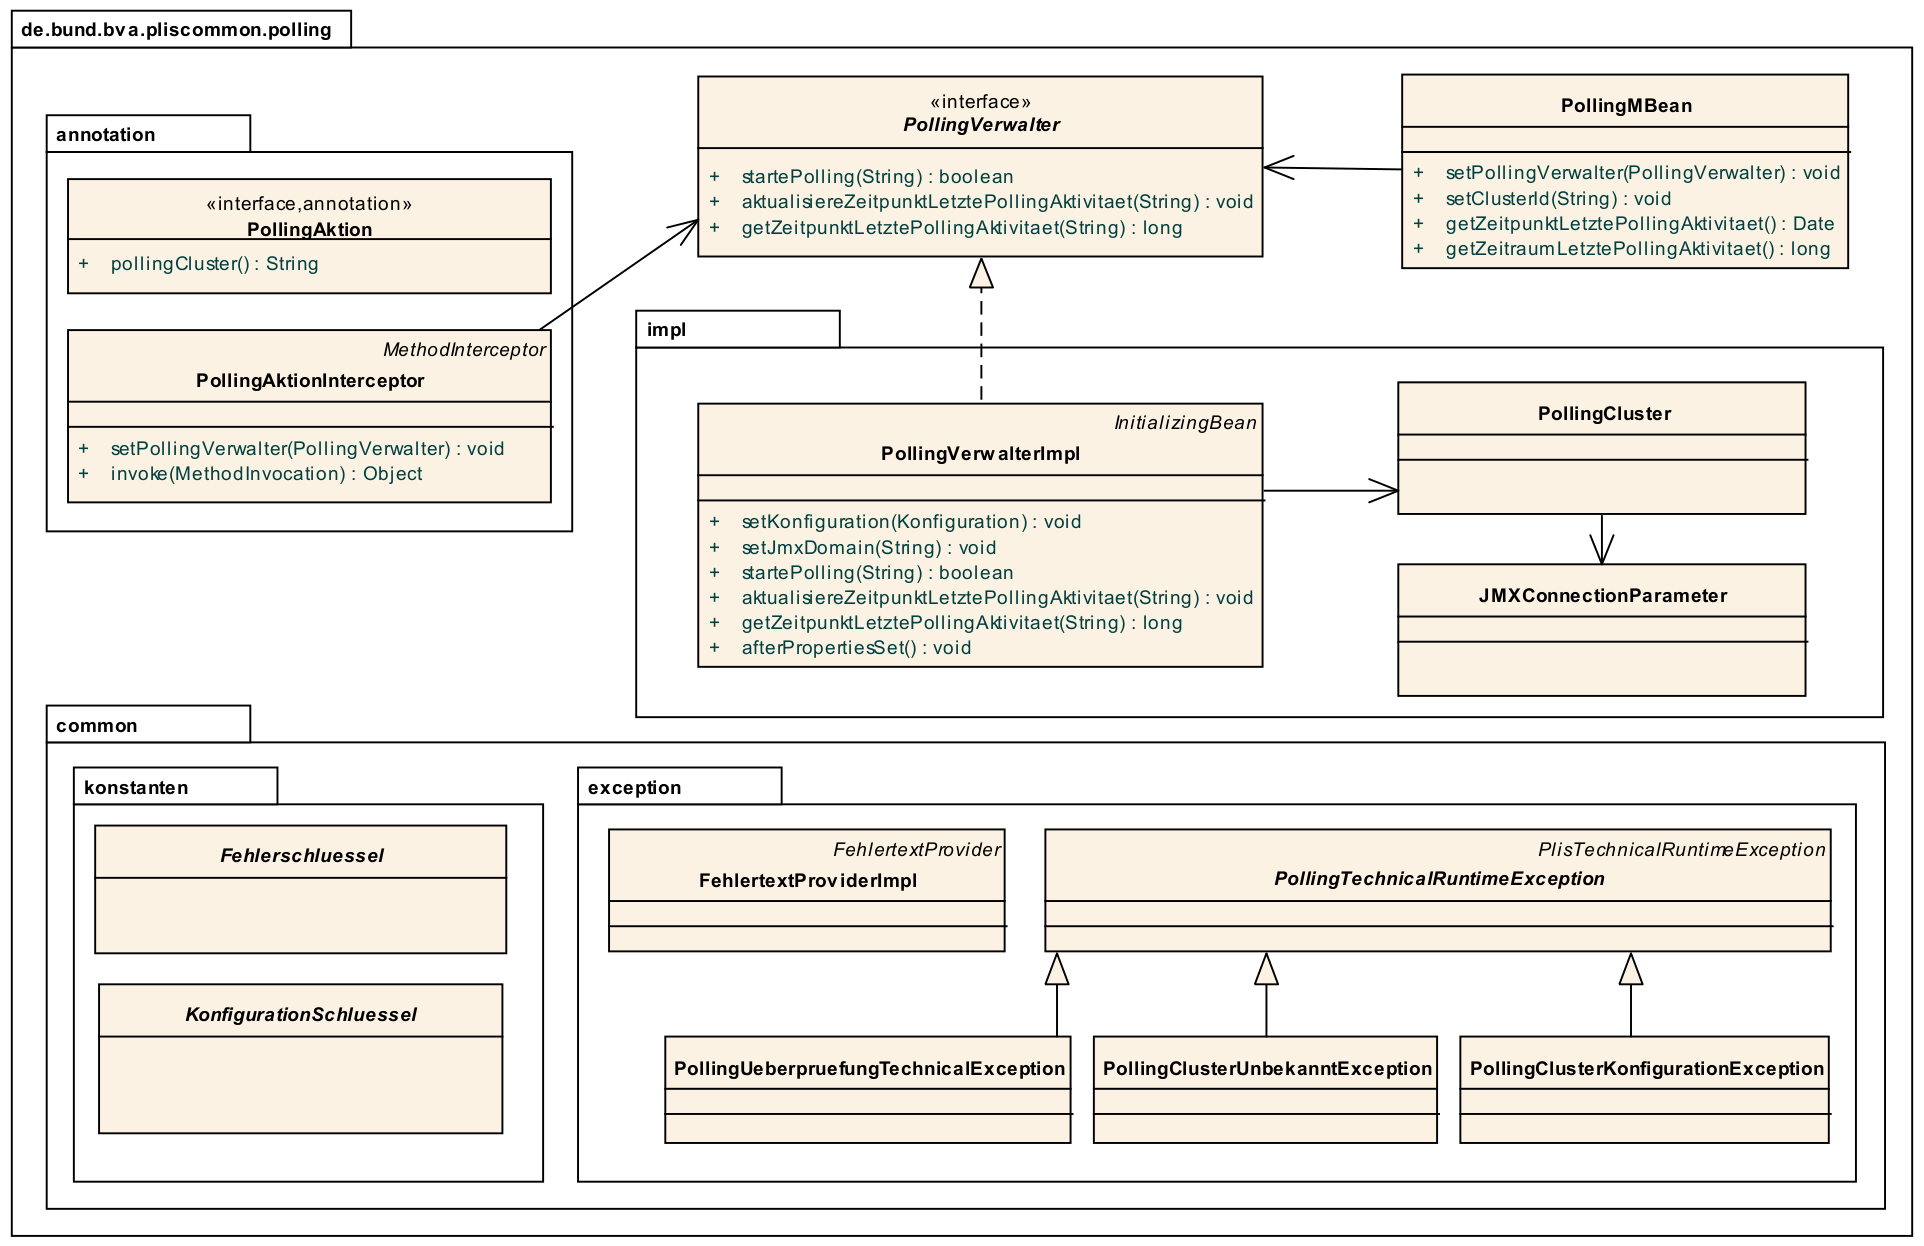 de.bund.bva.pliscommon.polling
annotation
«interface,annotation»
PollingAktion
+ pollingCluster() : String
MethodInterceptor
PollingAktionInterceptor
+ setPollingVerwalter(PollingVerwalter) : void
+ invoke(MethodInvocation) : Object
«interface»
PollingVerwalter
+ startePolling(String) : boolean
+ aktualisiereZeitpunktLetztePollingAktivitaet(String) : void
+ getZeitpunktLetztePollingAktivitaet(String) : long
PollingMBean
+ setPollingVerwalter(PollingVerwalter) : void
+ setClusterId(String) : void
+ getZeitpunktLetztePollingAktivitaet() : Date
+ getZeitraumLetztePollingAktivitaet() : long
impl
InitializingBean
PollingVerwalterImpl
+ setKonfiguration(Konfiguration) : void
+ setJmxDomain(String) : void
+ startePolling(String) : boolean
+ aktualisiereZeitpunktLetztePollingAktivitaet(String) : void
+ getZeitpunktLetztePollingAktivitaet(String) : long
+ afterPropertiesSet() : void
PollingCluster
JMXConnectionParameter
common
konstanten
Fehlerschluessel
KonfigurationSchluessel
exception
FehlertextProvider
FehlertextProviderImpl
PlisTechnicalRuntimeException
PollingTechnicalRuntimeException
PollingUeberpruefungTechnicalException
PollingClusterUnbekanntException
PollingClusterKonfigurationException